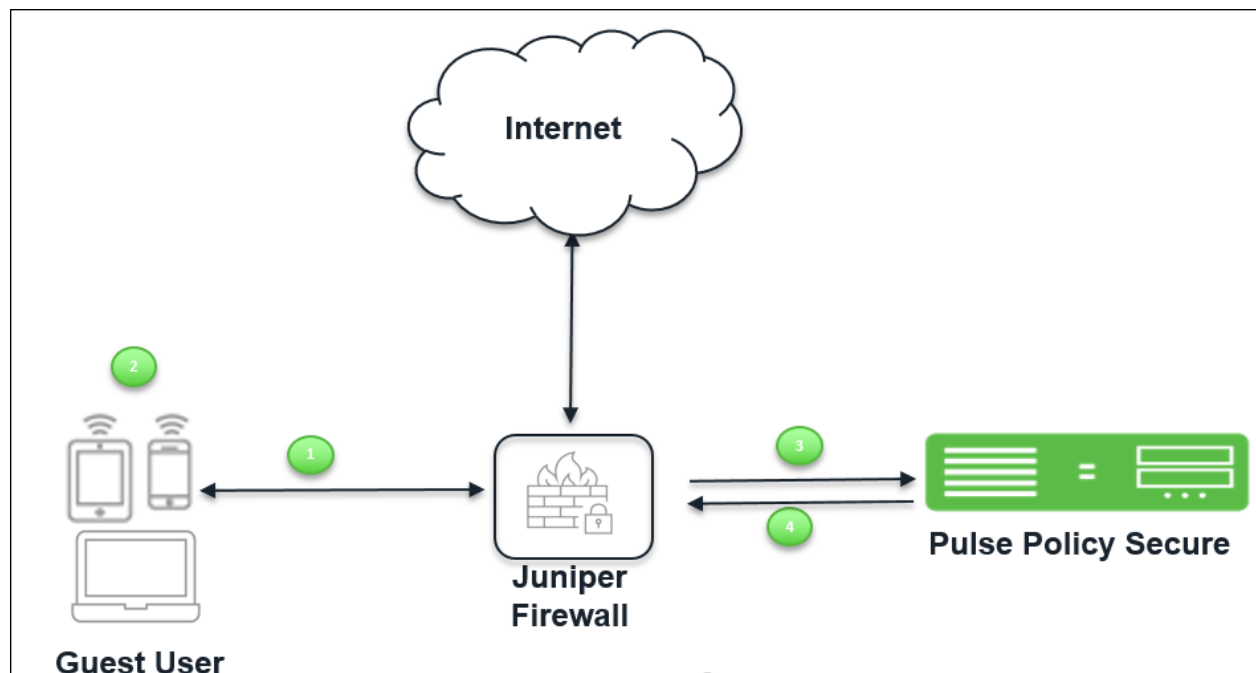 Internet
2
1
3
4
Juniper
Firewall
Pulse Policy Secure
Guest User